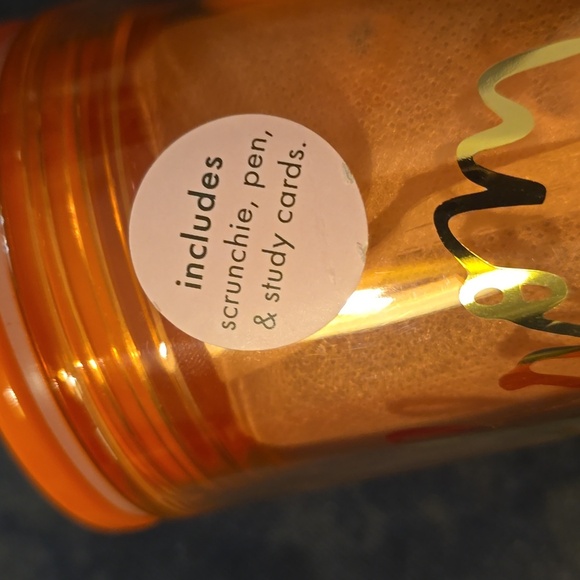 includes
scrunchie, pen,
& study cards.